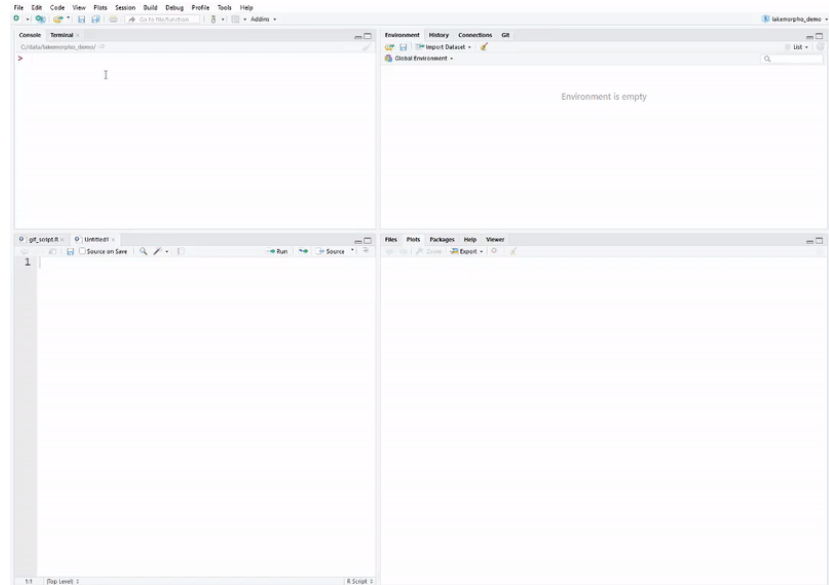 File Edit Code View Plots Session Build Debug Profile Tools Help
Go to file/function Addins lakemorpho_demo
Console Terminal
C:/data/lakemorpho_demo/
>
Environment History Connections Git
Import Dataset List
Global Environment
Environment is empty
gif_script.R Untitled1
Source on Save Run Source
1
1:1 (Top Level) R Script
Files Plots Packages Help Viewer
Zoom Export